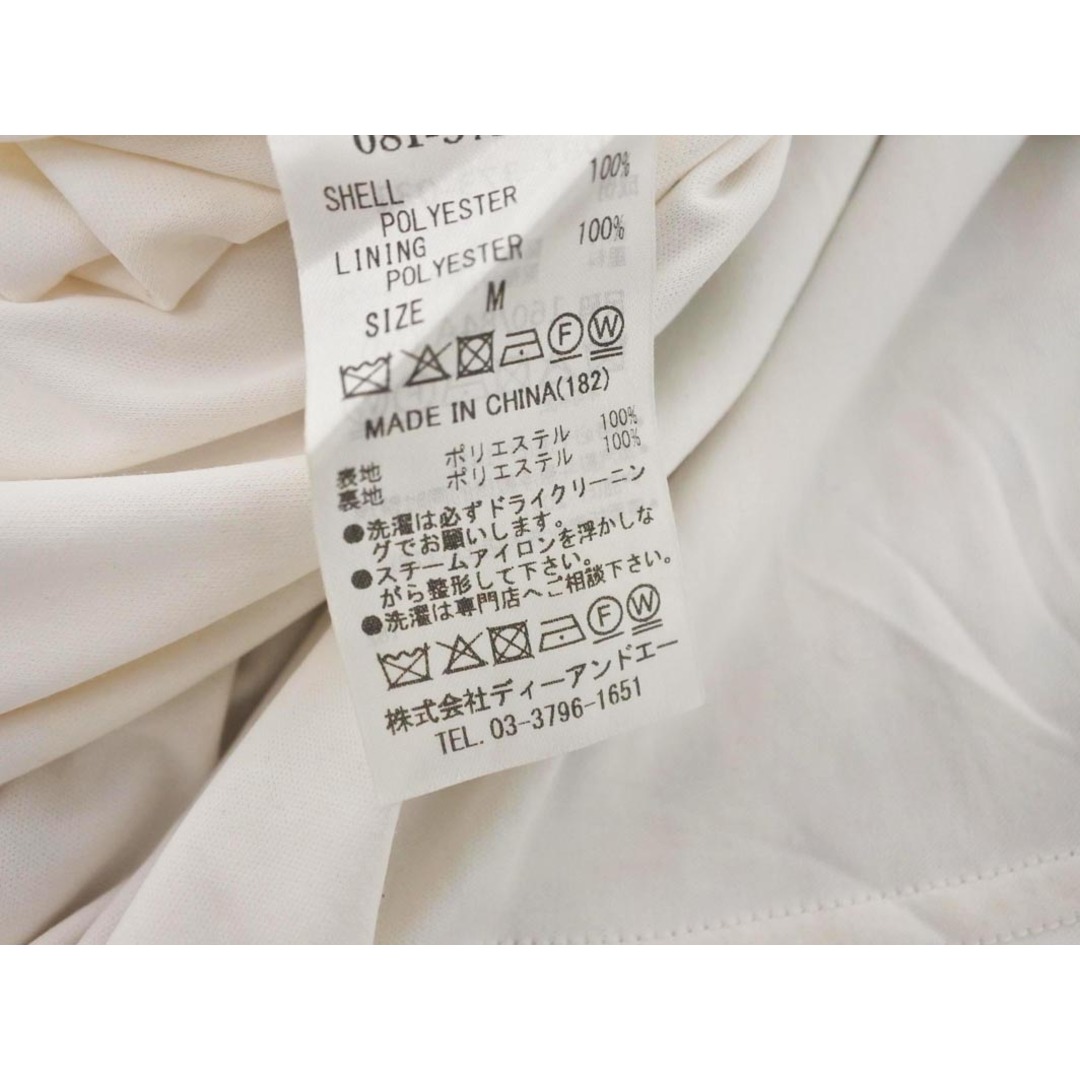 SHELL 100%
POLYESTER
LINING 100%
POLYESTER
SIZE M
F W
MADE IN CHINA(182)
表地 ポリエステル 100%
裏地 ポリエステル 100%
●洗濯は必ずドライクリーニン
グでお願いします。
●スチームアイロンを浮かしな
がら整形して下さい。
●洗濯は専門店へご相談下さい。
F W
株式会社ディーアンドエー
TEL. 03-3796-1651